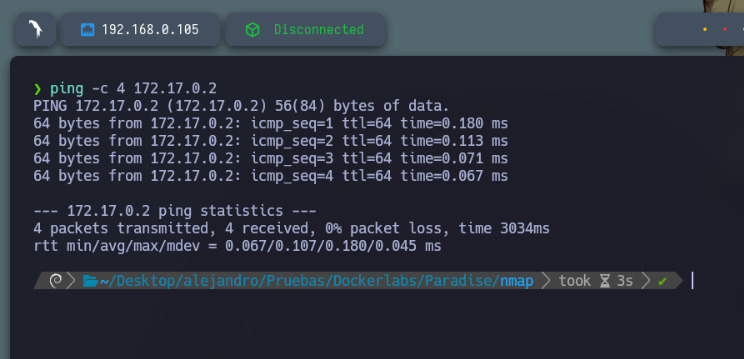 192.168.0.105
Disconnected
❯ ping -c 4 172.17.0.2
PING 172.17.0.2 (172.17.0.2) 56(84) bytes of data.
64 bytes from 172.17.0.2: icmp_seq=1 ttl=64 time=0.180 ms
64 bytes from 172.17.0.2: icmp_seq=2 ttl=64 time=0.113 ms
64 bytes from 172.17.0.2: icmp_seq=3 ttl=64 time=0.071 ms
64 bytes from 172.17.0.2: icmp_seq=4 ttl=64 time=0.067 ms
--- 172.17.0.2 ping statistics ---
4 packets transmitted, 4 received, 0% packet loss, time 3034ms
rtt min/avg/max/mdev = 0.067/0.107/0.180/0.045 ms
~/Desktop/alejandro/Pruebas/Dockerlabs/Paradise/nmap took 3s ✔